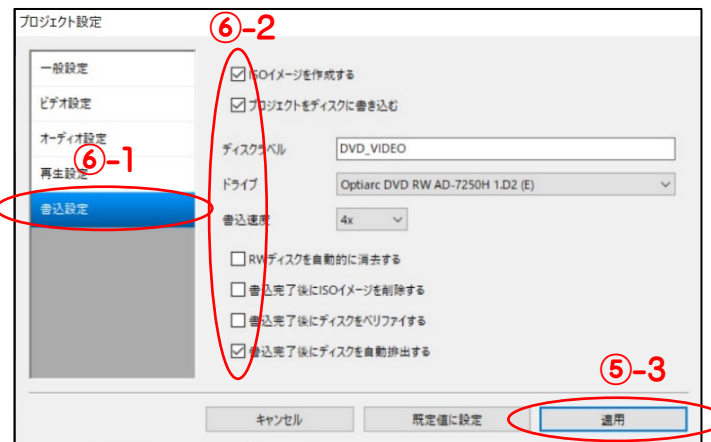 プロジェクト設定
⑥-2
一般設定
ビデオ設定
オーディオ設定
⑥-1
再生設定
書込設定
ISOイメージを作成する
プロジェクトをディスクに書き込む
ディスクラベル DVD_VIDEO
ドライブ Optiarc DVD RW AD-7250H 1.D2 (E)
書込速度 4x
RWディスクを自動的に消去する
書込完了後にISOイメージを削除する
書込完了後にディスクをベリファイする
書込完了後にディスクを自動排出する
⑤-3
キャンセル 既定値に設定 適用